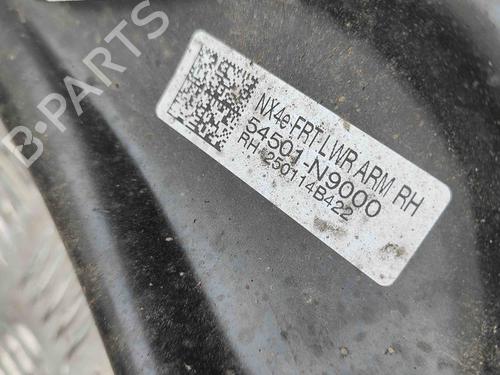 B-PARTS
NX4e FRT LWR ARM RH
54501-N9000
RH 250114B422